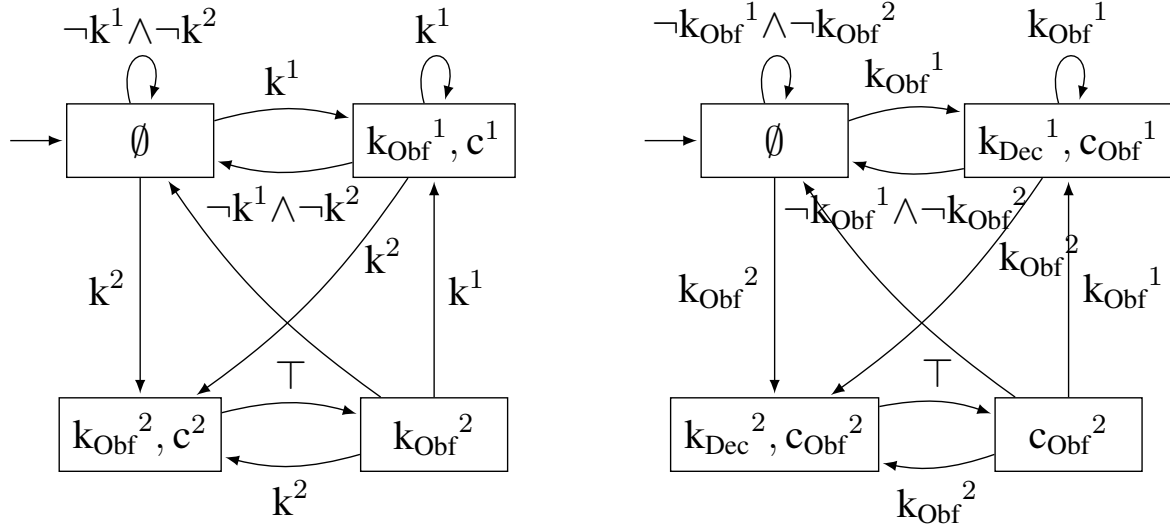 ¬k¹∧¬k²
k¹
k¹
∅
k_Obf¹, c¹
¬k¹∧¬k²
k²
k²
k¹
⊤
k_Obf², c²
k_Obf²
k²
¬k_Obf¹∧¬k_Obf²
k_Obf¹
k_Obf¹
∅
k_Dec¹, c_Obf¹
¬k_Obf¹∧¬k_Obf²
k_Obf²
k_Obf²
k_Obf¹
⊤
k_Dec², c_Obf²
c_Obf²
k_Obf²